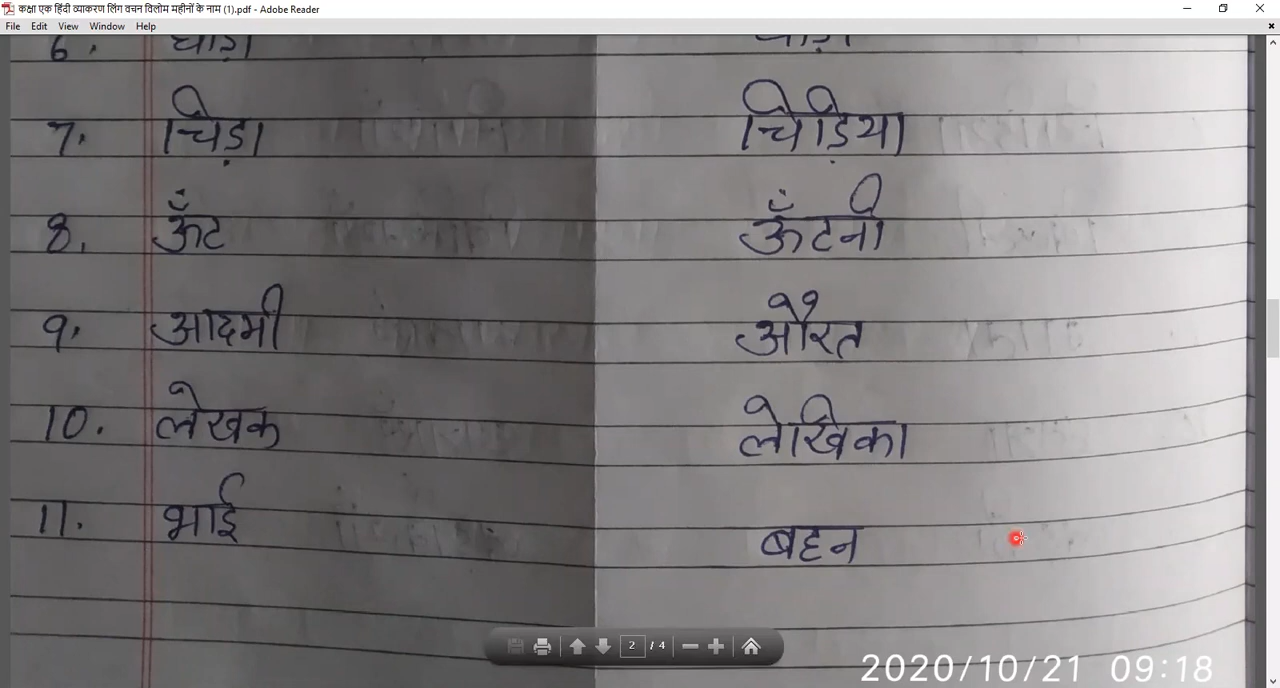 कक्षा एक हिंदी व्याकरण लिंग वचन विलोम महीनों के नाम (1).pdf - Adobe Reader
File Edit View Window Help
6.
7. चिड़ा चिड़िया
8. ऊँट ऊँटनी
9. आदमी औरत
10. लेखक लेखिका
11. भाई बहन
2 / 4
2020/10/21 09:18